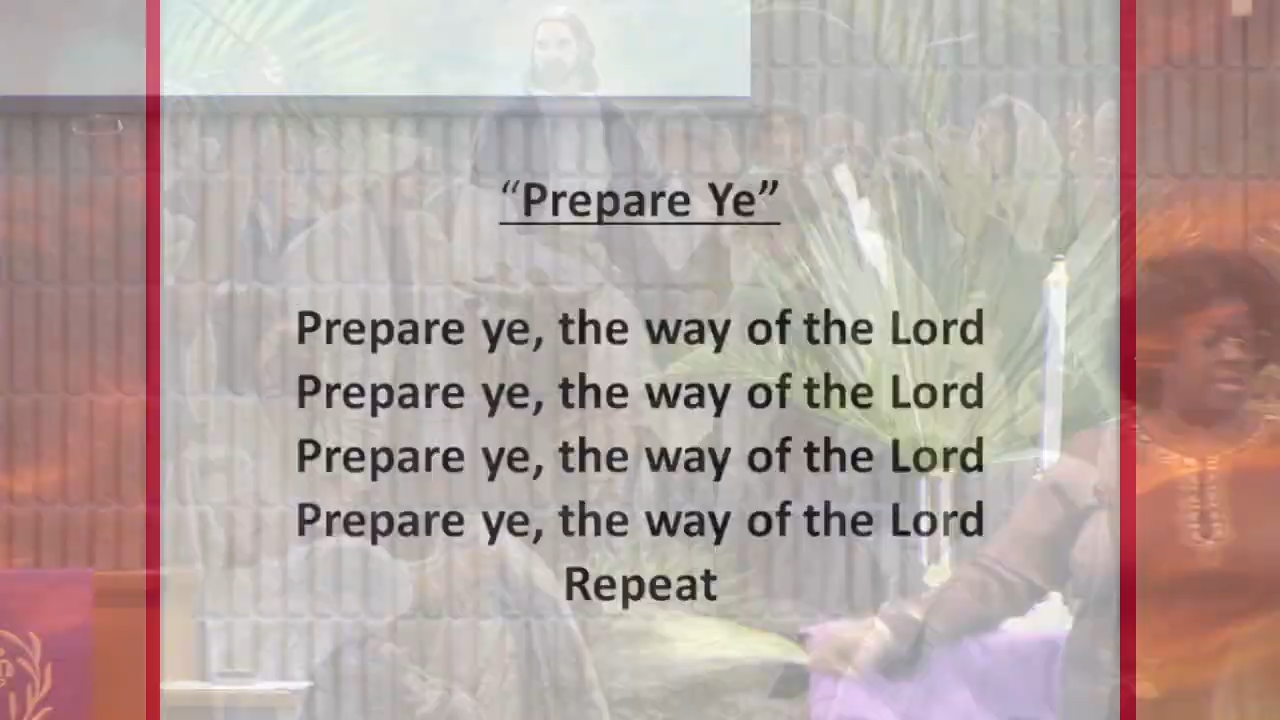 “Prepare Ye”
Prepare ye, the way of the Lord
Prepare ye, the way of the Lord
Prepare ye, the way of the Lord
Prepare ye, the way of the Lord
Repeat